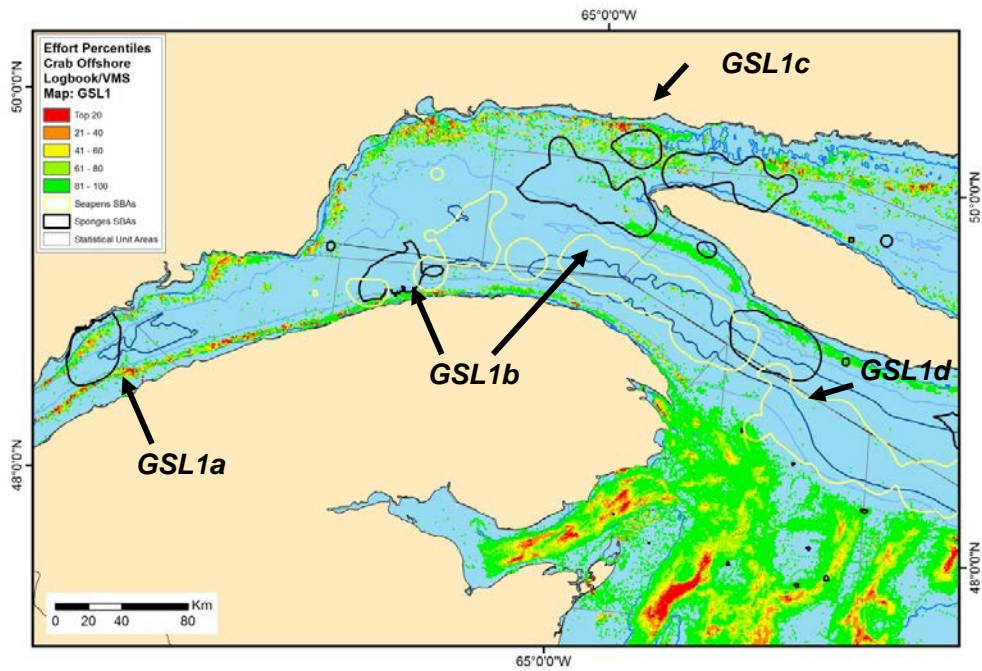 65°0'0"W
Effort Percentiles
Crab Offshore
Logbook/VMS
Map: GSL1
Top 20
21 - 40
41 - 60
61 - 80
81 - 100
Seapens SBAs
Sponges SBAs
Statistical Unit Areas
GSL1c
50°0'0"N
50°0'0"N
GSL1b
GSL1d
GSL1a
48°0'0"N
48°0'0"N
Km
0 20 40 80
65°0'0"W